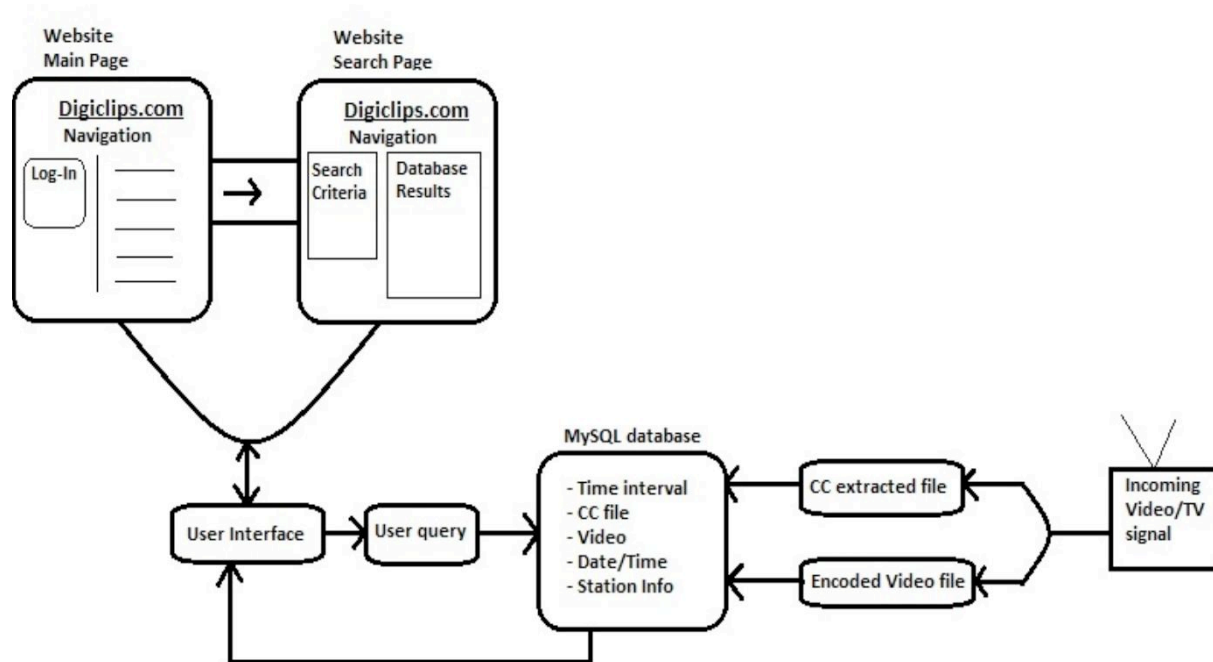 Website
Main Page
Digiclips.com
Navigation
Log-In
Website
Search Page
Digiclips.com
Navigation
Search
Criteria
Database
Results
User Interface
User query
MySQL database
- Time interval
- CC file
- Video
- Date/Time
- Station Info
CC extracted file
Encoded Video file
Incoming
Video/TV
signal